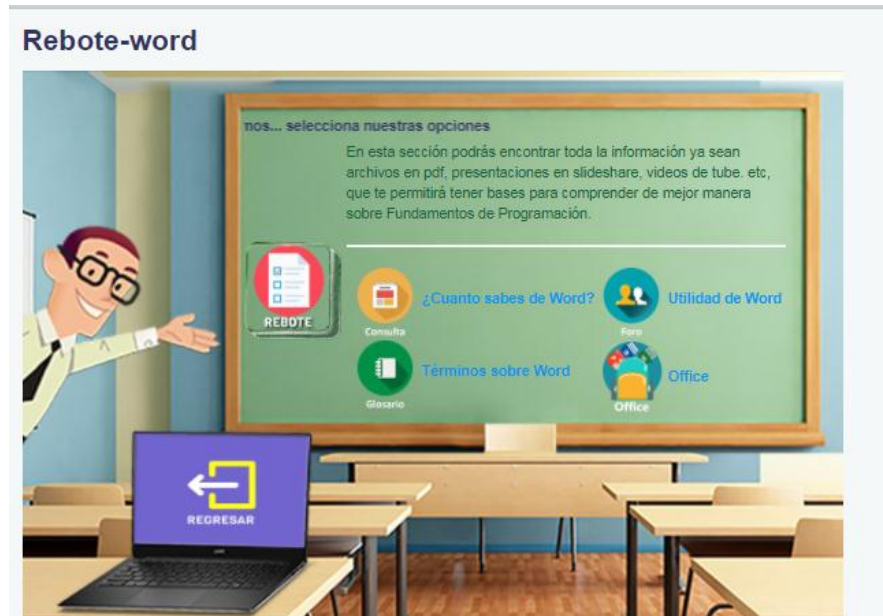 Rebote-word
nos... selecciona nuestras opciones
En esta sección podrás encontrar toda la información ya sean
archivos en pdf, presentaciones en slideshare, videos de tube. etc,
que te permitirá tener bases para comprender de mejor manera
sobre Fundamentos de Programación.
REBOTE
Consulta
¿Cuanto sabes de Word?
Foro
Utilidad de Word
Glosario
Términos sobre Word
Office
Office
REGRESAR